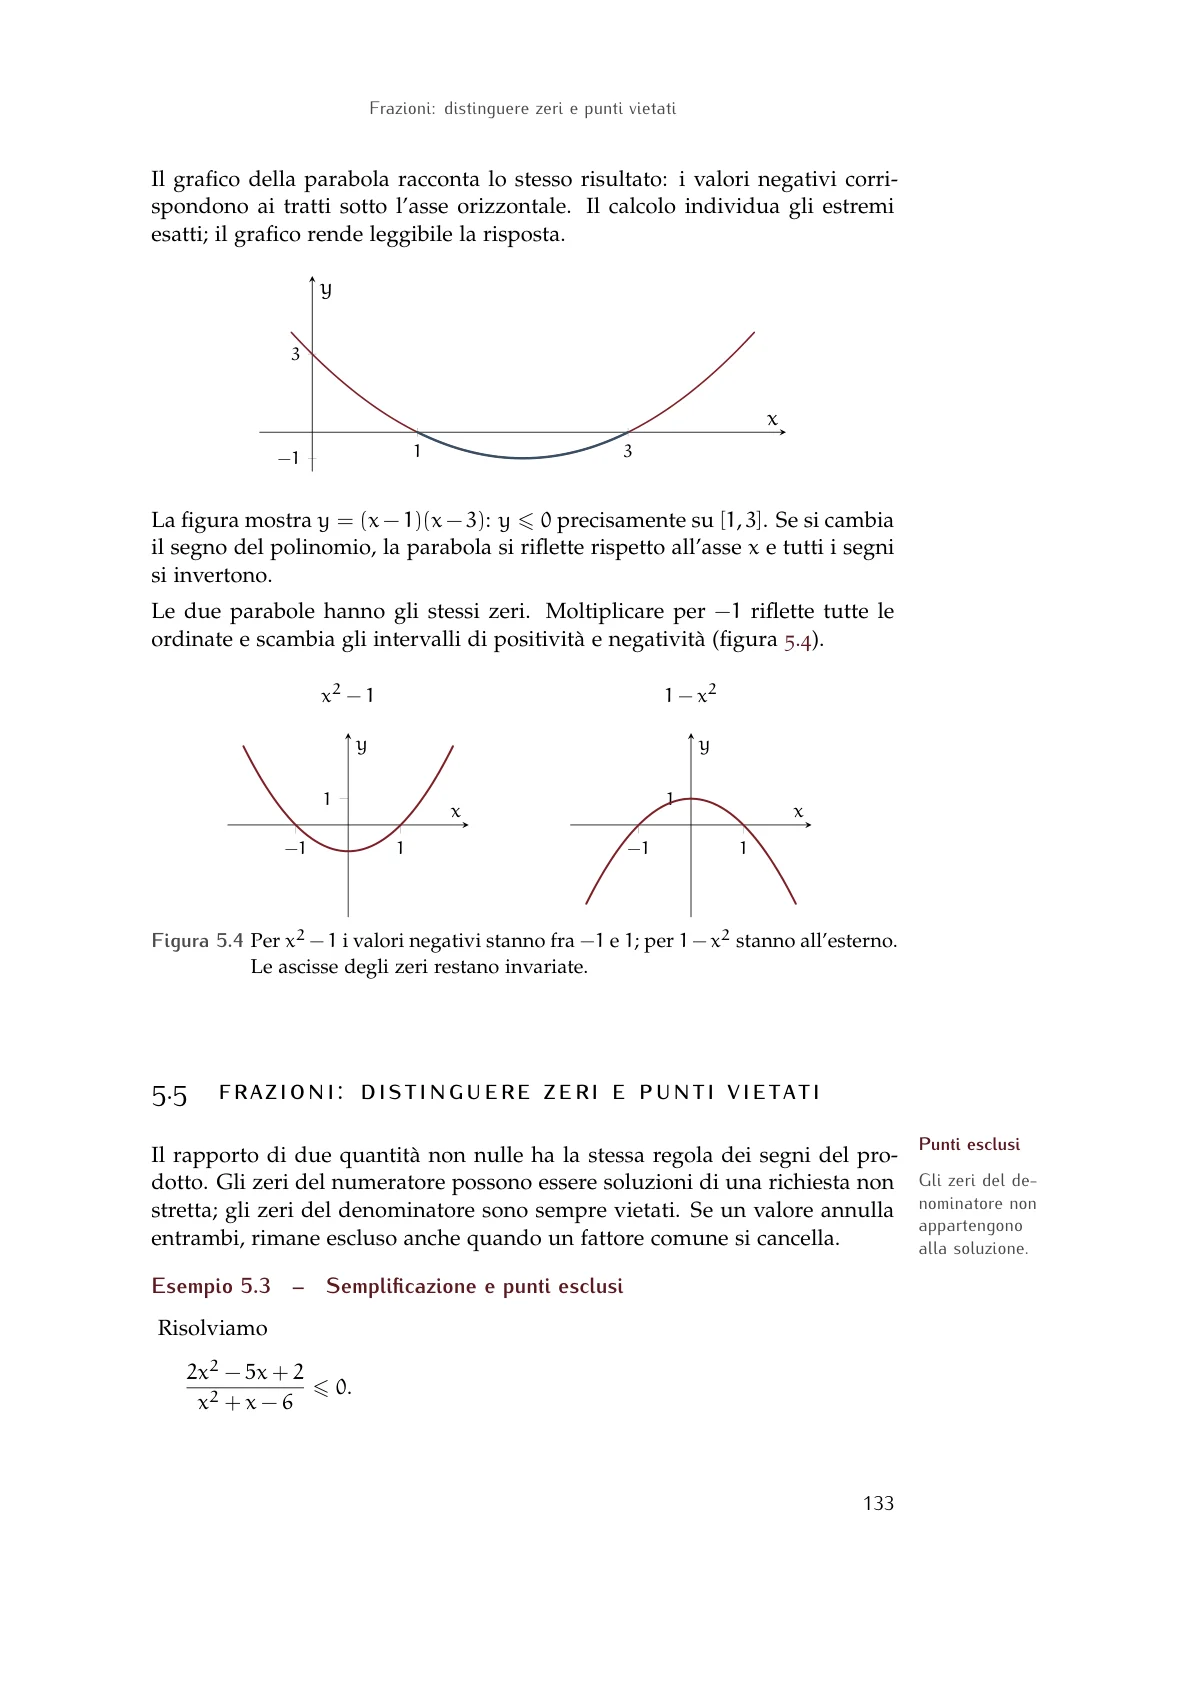 Frazioni: distinguere zeri e punti vietati
Il grafico della parabola racconta lo stesso risultato: i valori negativi corri-
spondono ai tratti sotto l'asse orizzontale. Il calcolo individua gli estremi
esatti; il grafico rende leggibile la risposta.
y
3
x
−1
1
3
La figura mostra y = (x − 1)(x − 3): y ⩽ 0 precisamente su [1, 3]. Se si cambia
il segno del polinomio, la parabola si riflette rispetto all'asse x e tutti i segni
si invertono.
Le due parabole hanno gli stessi zeri. Moltiplicare per −1 riflette tutte le
ordinate e scambia gli intervalli di positività e negatività (figura 5.4).
x² − 1
y
1
x
−1
1
1 − x²
y
1
x
−1
1
Figura 5.4 Per x² − 1 i valori negativi stanno fra −1 e 1; per 1 − x² stanno all'esterno.
Le ascisse degli zeri restano invariate.
5.5 FRAZIONI: DISTINGUERE ZERI E PUNTI VIETATI
Il rapporto di due quantità non nulle ha la stessa regola dei segni del pro-
dotto. Gli zeri del numeratore possono essere soluzioni di una richiesta non
stretta; gli zeri del denominatore sono sempre vietati. Se un valore annulla
entrambi, rimane escluso anche quando un fattore comune si cancella.
Punti esclusi
Gli zeri del de-
nominatore non
appartengono
alla soluzione.
Esempio 5.3 – Semplificazione e punti esclusi
Risolviamo
2x² − 5x + 2
x² + x − 6
⩽ 0.
133